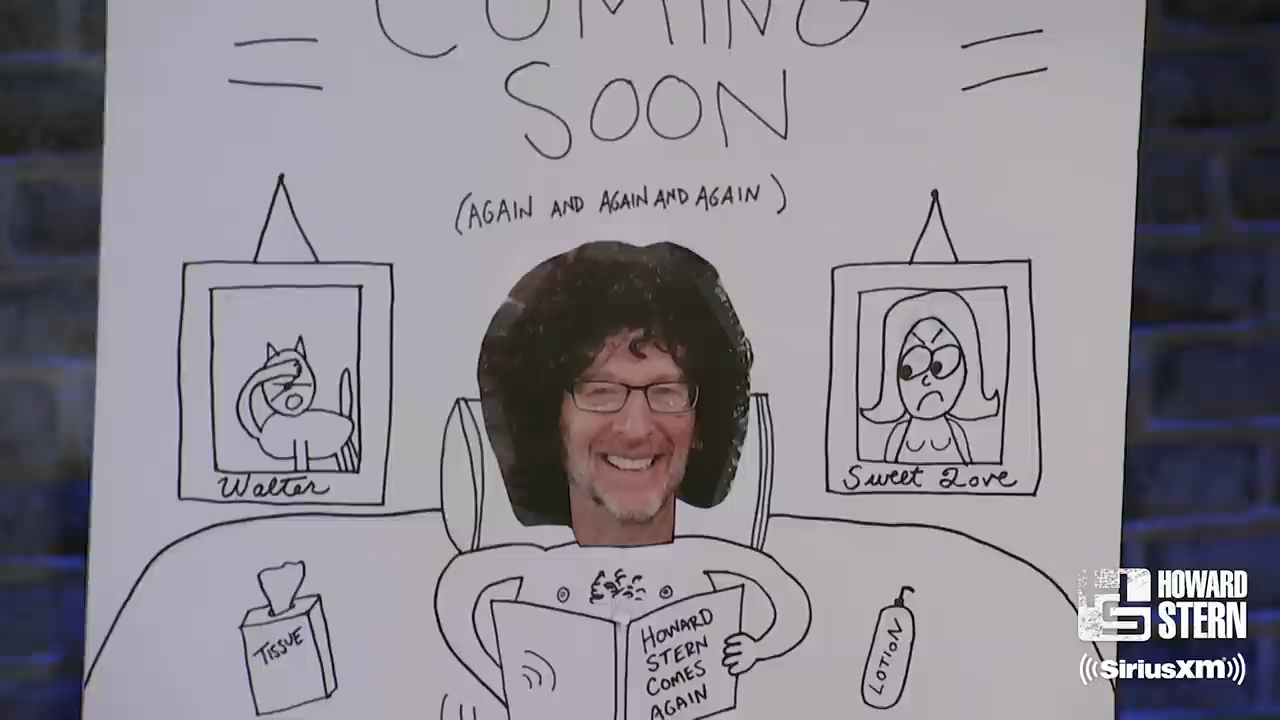 COMING
SOON
(AGAIN AND AGAIN AND AGAIN)
Walter
Sweet Love
TISSUE
HOWARD
STERN
COMES
AGAIN
LOTION
HOWARD
STERN
((SiriusXM))